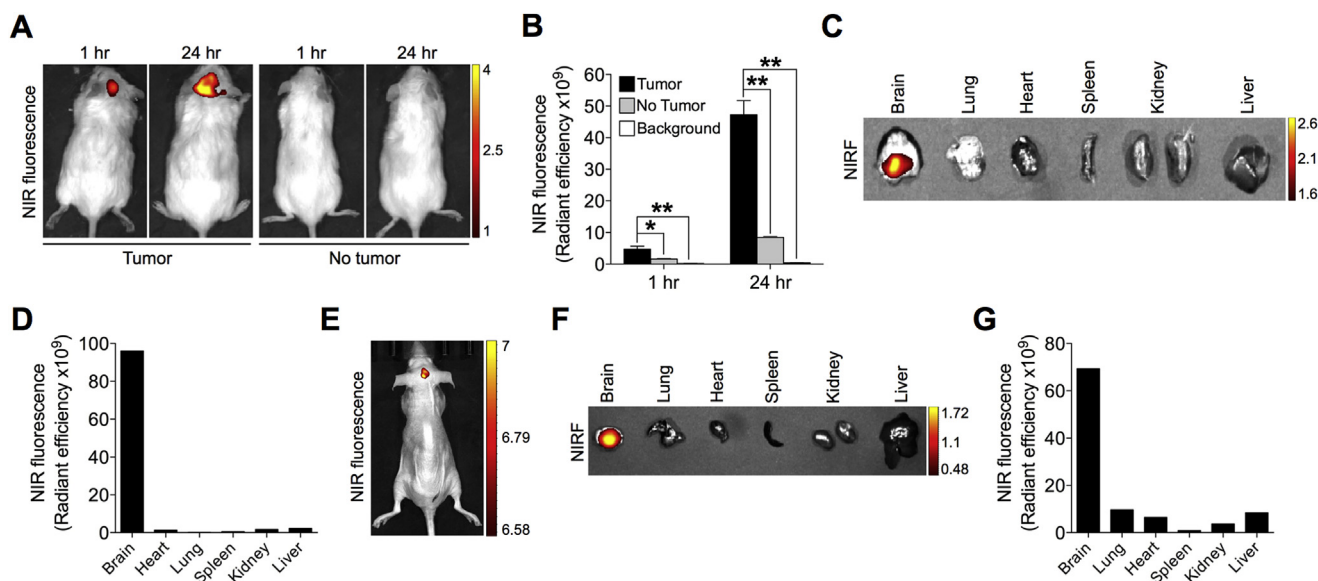 A
1 hr
24 hr
1 hr
24 hr
NIR fluorescence
4
2.5
1
Tumor
No tumor
B
NIR fluorescence
(Radiant efficiency x10⁹)
60
50
40
30
20
10
0
Tumor
No Tumor
Background
**
*
**
**
1 hr
24 hr
C
Brain
Lung
Heart
Spleen
Kidney
Liver
NIRF
2.6
2.1
1.6
D
NIR fluorescence
(Radiant efficiency x10⁹)
100
80
60
40
20
0
Brain
Heart
Lung
Spleen
Kidney
Liver
E
NIR fluorescence
7
6.79
6.58
F
Brain
Lung
Heart
Spleen
Kidney
Liver
NIRF
1.72
1.1
0.48
G
NIR fluorescence
(Radiant efficiency x10⁹)
80
60
40
20
0
Brain
Lung
Heart
Spleen
Kidney
Liver